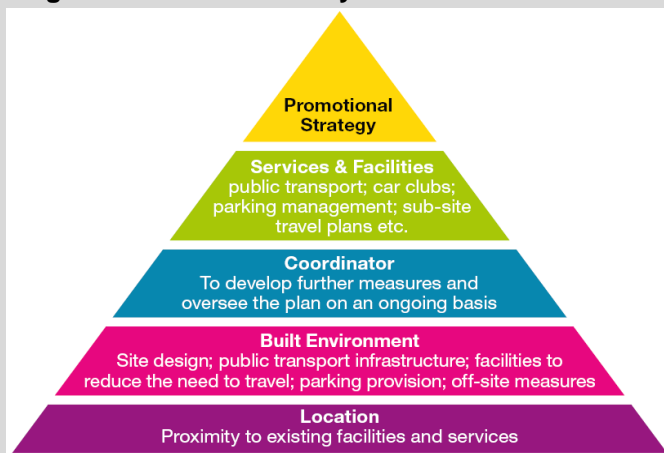 Promotional
Strategy
Services & Facilities
public transport; car clubs;
parking management; sub-site
travel plans etc.
Coordinator
To develop further measures and
oversee the plan on an ongoing basis
Built Environment
Site design; public transport infrastructure; facilities to
reduce the need to travel; parking provision; off-site measures
Location
Proximity to existing facilities and services